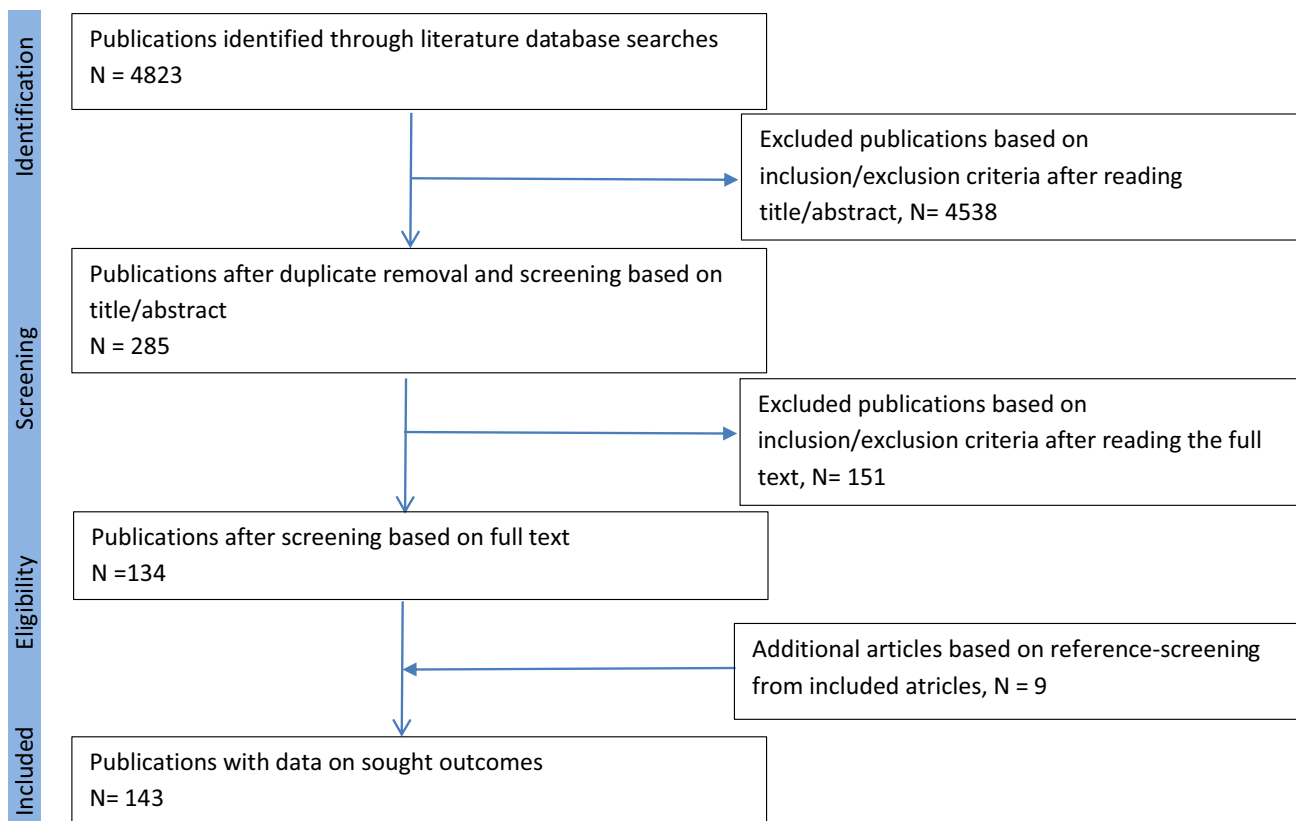 Identification
Publications identified through literature database searches
N = 4823
Excluded publications based on
inclusion/exclusion criteria after reading
title/abstract, N= 4538
Screening
Publications after duplicate removal and screening based on
title/abstract
N = 285
Excluded publications based on
inclusion/exclusion criteria after reading the full
text, N= 151
Eligibility
Publications after screening based on full text
N =134
Additional articles based on reference-screening
from included atricles, N = 9
Included
Publications with data on sought outcomes
N= 143